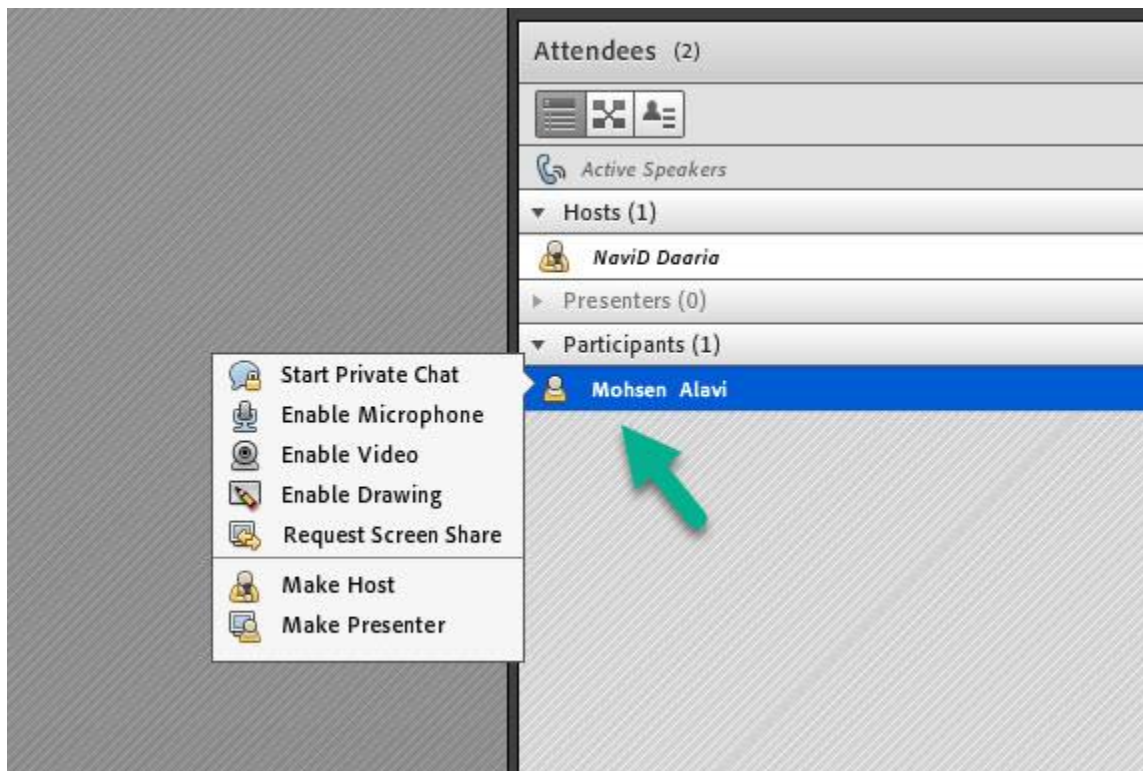 Attendees (2)
Active Speakers
Hosts (1)
NaviD Daaria
Presenters (0)
Participants (1)
Mohsen Alavi
Start Private Chat
Enable Microphone
Enable Video
Enable Drawing
Request Screen Share
Make Host
Make Presenter